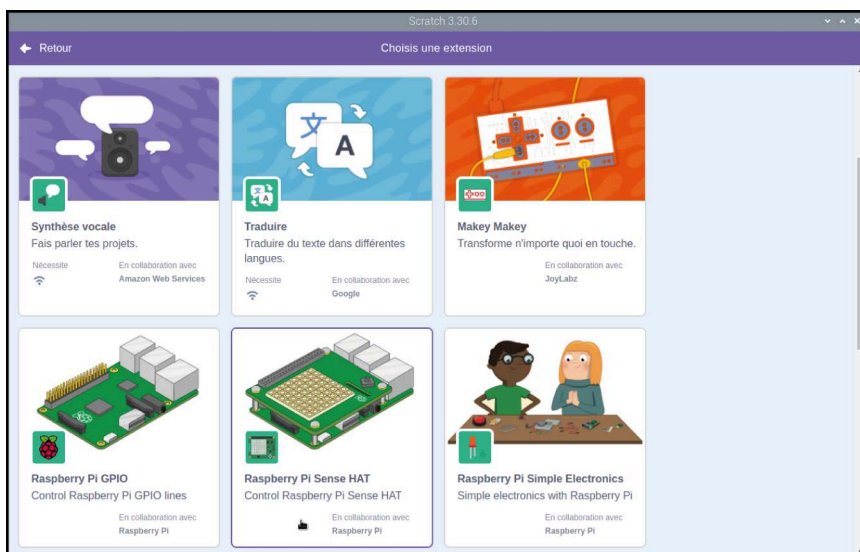 Scratch 3.30.6
Retour
Choisis une extension
Synthèse vocale
Fais parler tes projets.
Nécessite
En collaboration avec
Amazon Web Services
Traduire
Traduire du texte dans différentes
langues.
Nécessite
En collaboration avec
Google
Makey Makey
Transforme n'importe quoi en touche.
En collaboration avec
JoyLabz
Raspberry Pi GPIO
Control Raspberry Pi GPIO lines
En collaboration avec
Raspberry Pi
Raspberry Pi Sense HAT
Control Raspberry Pi Sense HAT
En collaboration avec
Raspberry Pi
Raspberry Pi Simple Electronics
Simple electronics with Raspberry Pi
En collaboration avec
Raspberry Pi
文
A